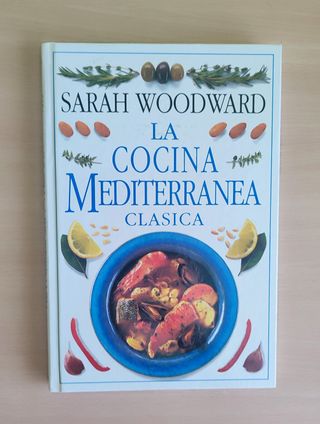 SARAH WOODWARD
LA
COCINA
MEDITERRANEA
CLASICA